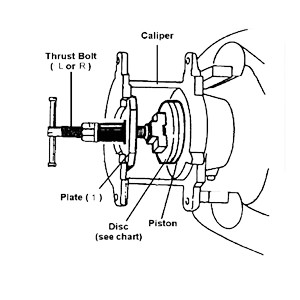 Caliper
Thrust Bolt
( L or R )
Plate ( 1 )
Disc
(see chart)
Piston